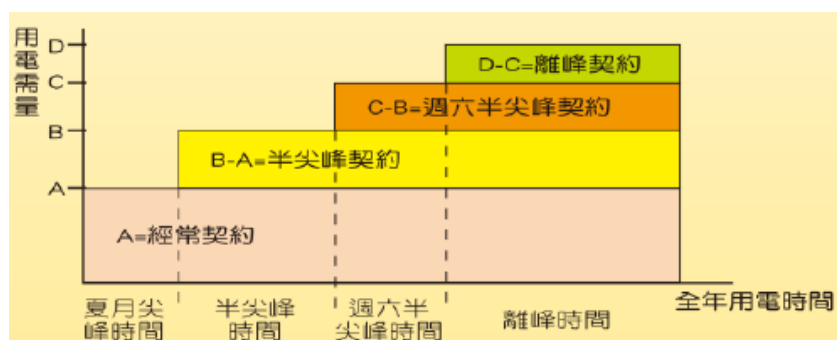 用電需量
D
C
B
A
D-C=離峰契約
C-B=週六半尖峰契約
B-A=半尖峰契約
A=經常契約
夏月尖
峰時間
半尖峰
時間
週六半
尖峰時間
離峰時間
全年用電時間